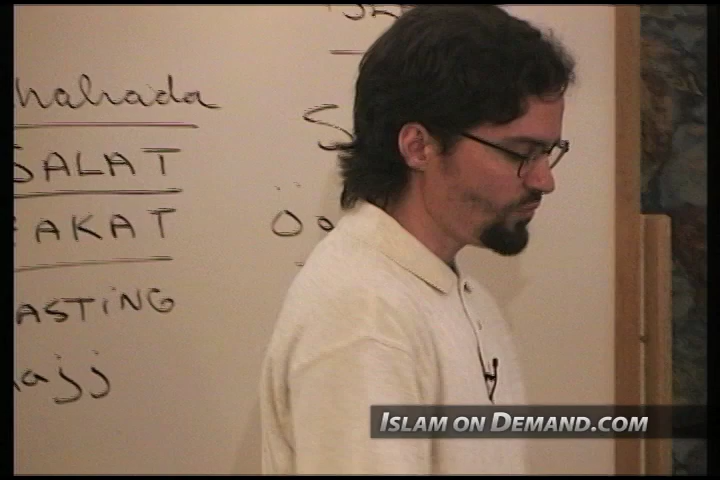 hahada
SALAT
AKAT
ASTiNG
ajj
ISLAM ON DEMAND.COM